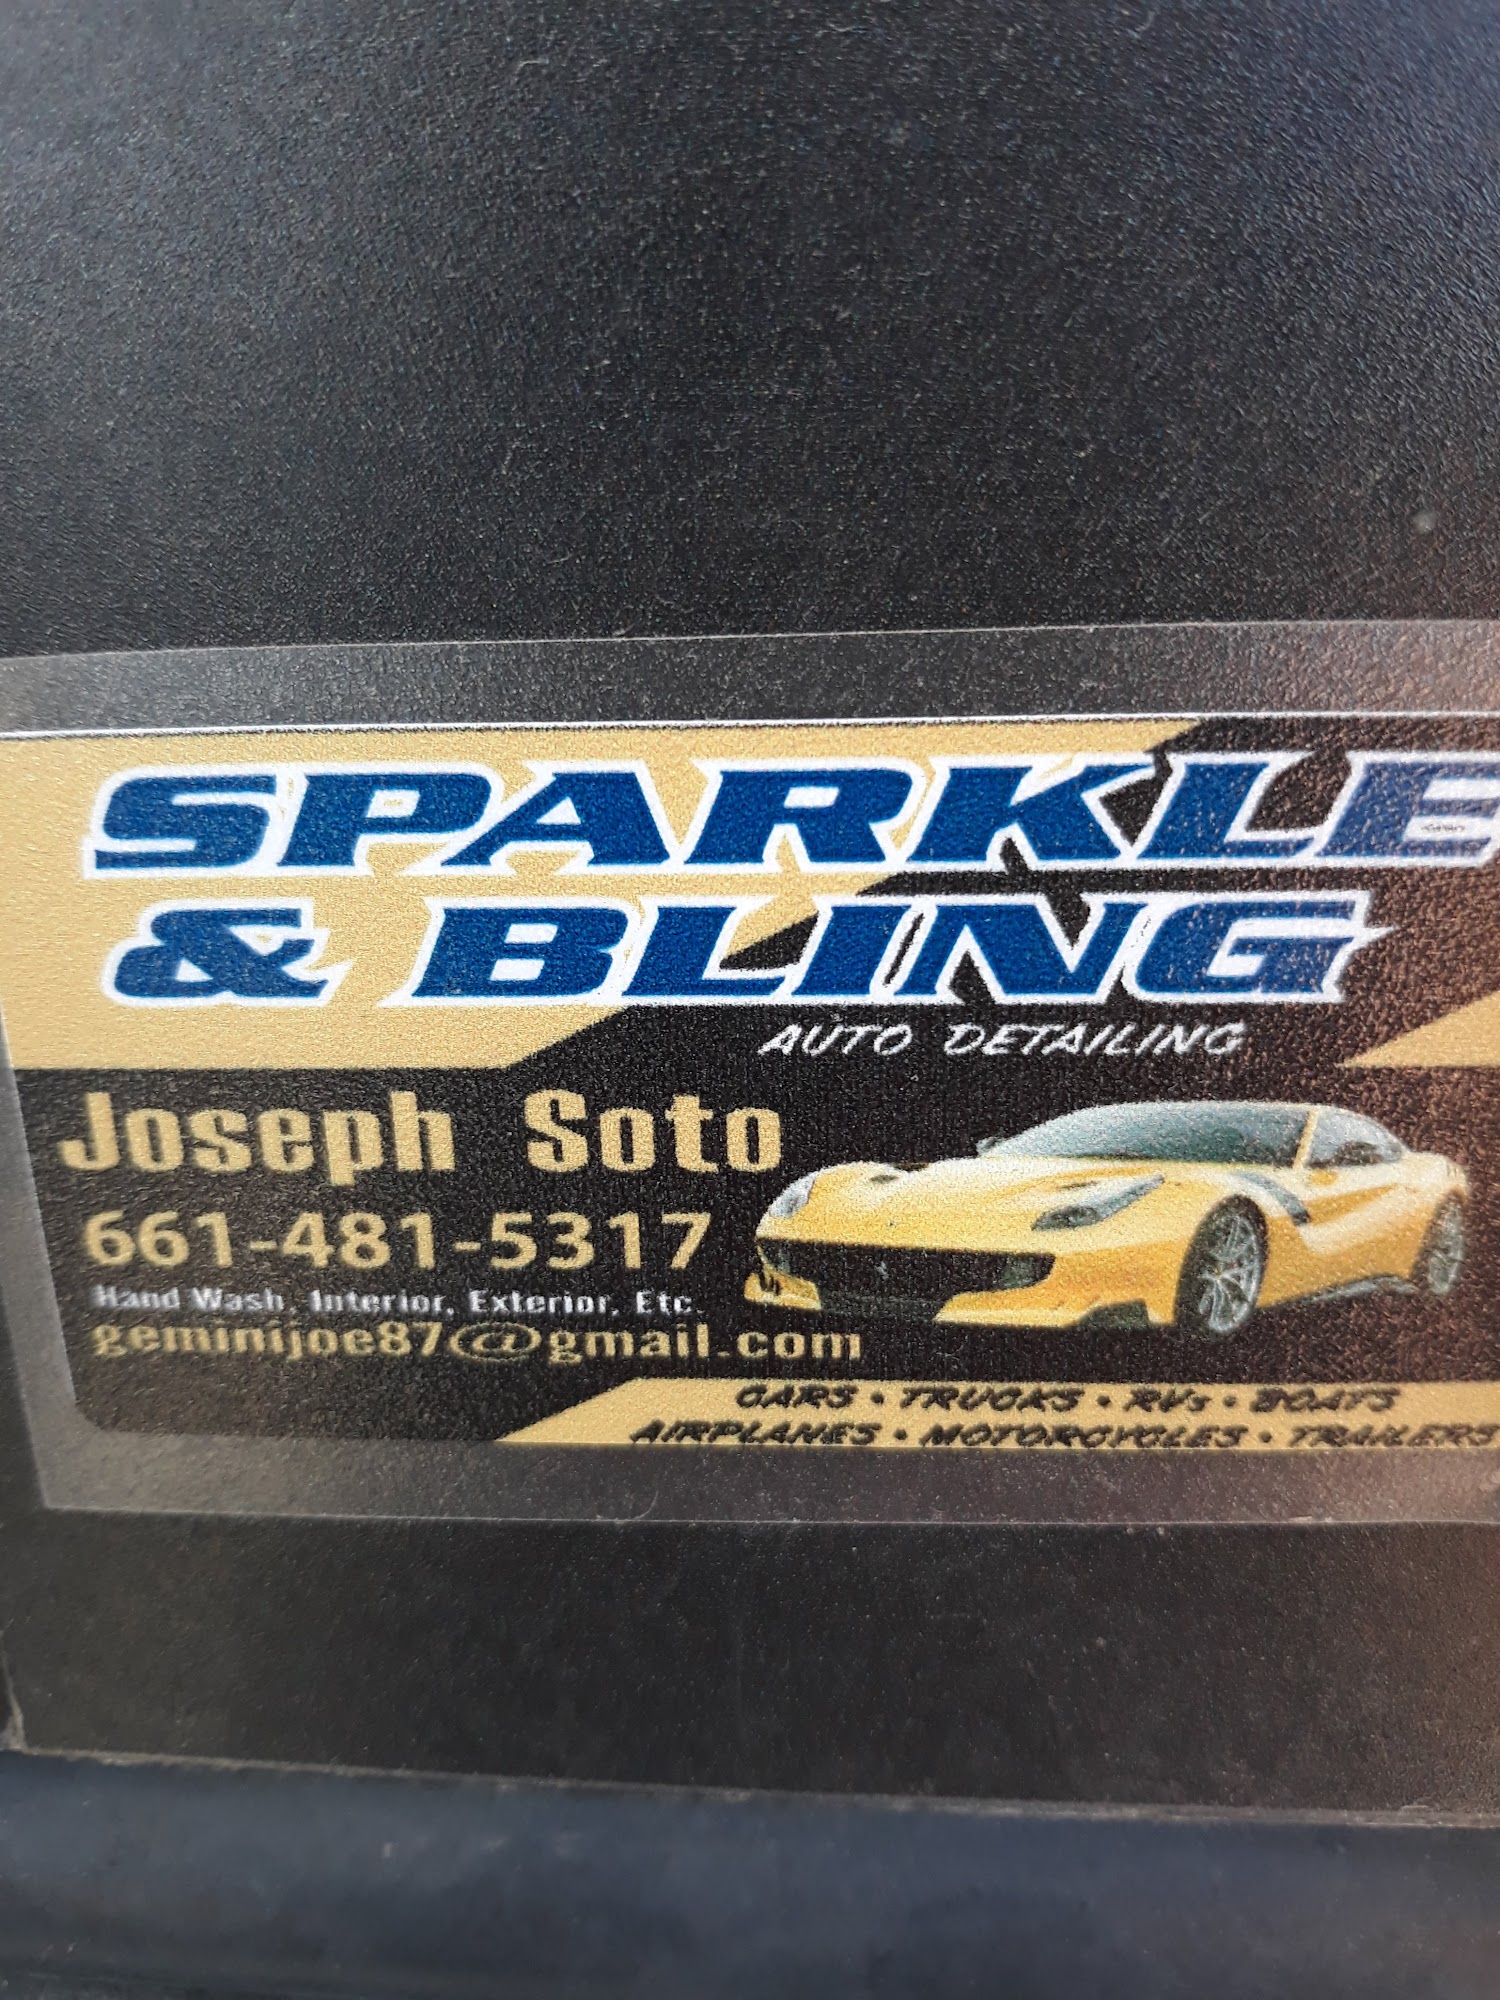 SPARKLE
& BLING
AUTO DETAILING
Joseph Soto
661-481-5317
Hand Wash, Interior, Exterior, Etc.
geminijoe87@gmail.com
CARS • TRUCKS • RVs • BOATS
AIRPLANES • MOTORCYCLES • TRAILERS